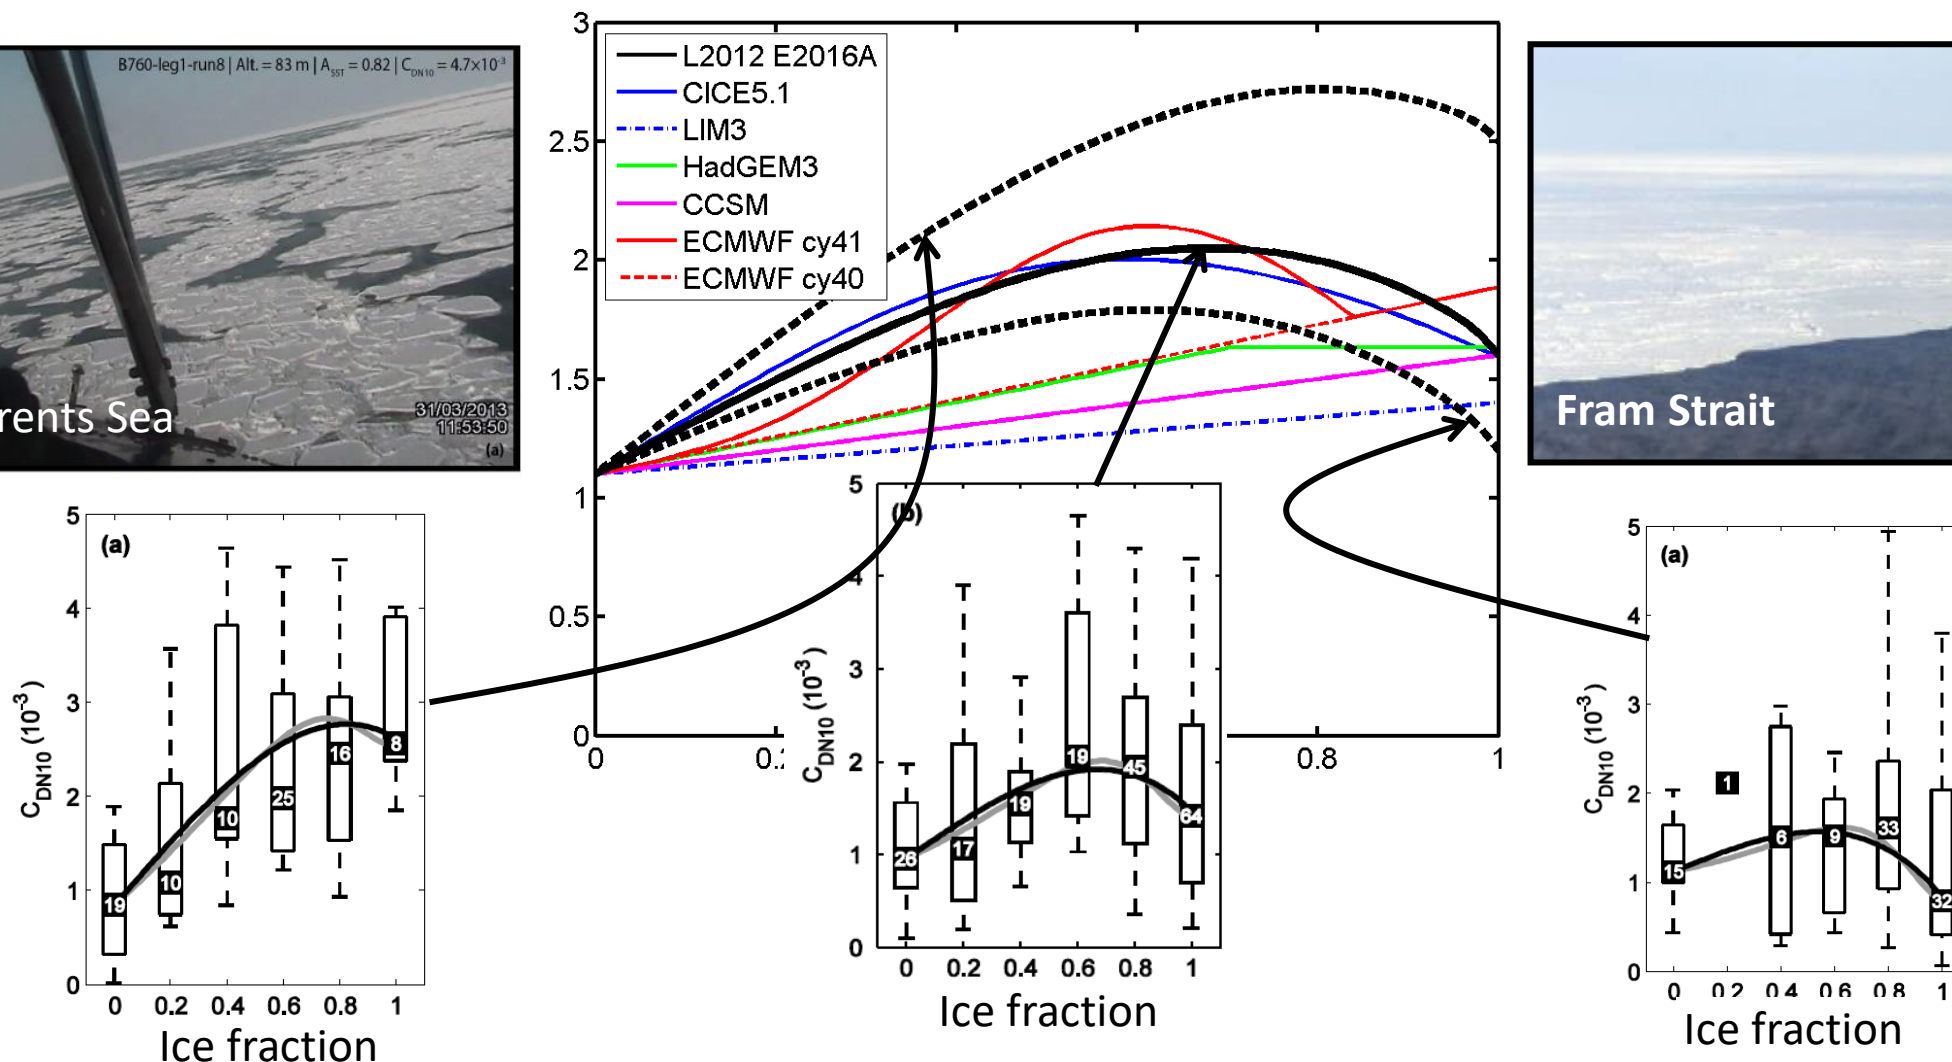 B760-leg1-run8 | Alt. = 83 m | A_SST = 0.82 | C_DN10 = 4.7×10^-3
rents Sea
31/03/2013
11:53:50
(a)
3
2.5
2
1.5
1
0.5
0
0
0.8
1
L2012 E2016A
CICE5.1
LIM3
HadGEM3
CCSM
ECMWF cy41
ECMWF cy40
Fram Strait
(a)
5
4
3
2
1
0
C_DN10 (10^-3)
19
10
10
25
16
8
0 0.2 0.4 0.6 0.8 1
Ice fraction
(b)
5
4
3
2
1
0
C_DN10 (10^-3)
26
17
19
19
45
64
0 0.2 0.4 0.6 0.8 1
Ice fraction
(a)
5
4
3
2
1
0
C_DN10 (10^-3)
15
1
6
9
33
32
0 0.2 0.4 0.6 0.8 1
Ice fraction